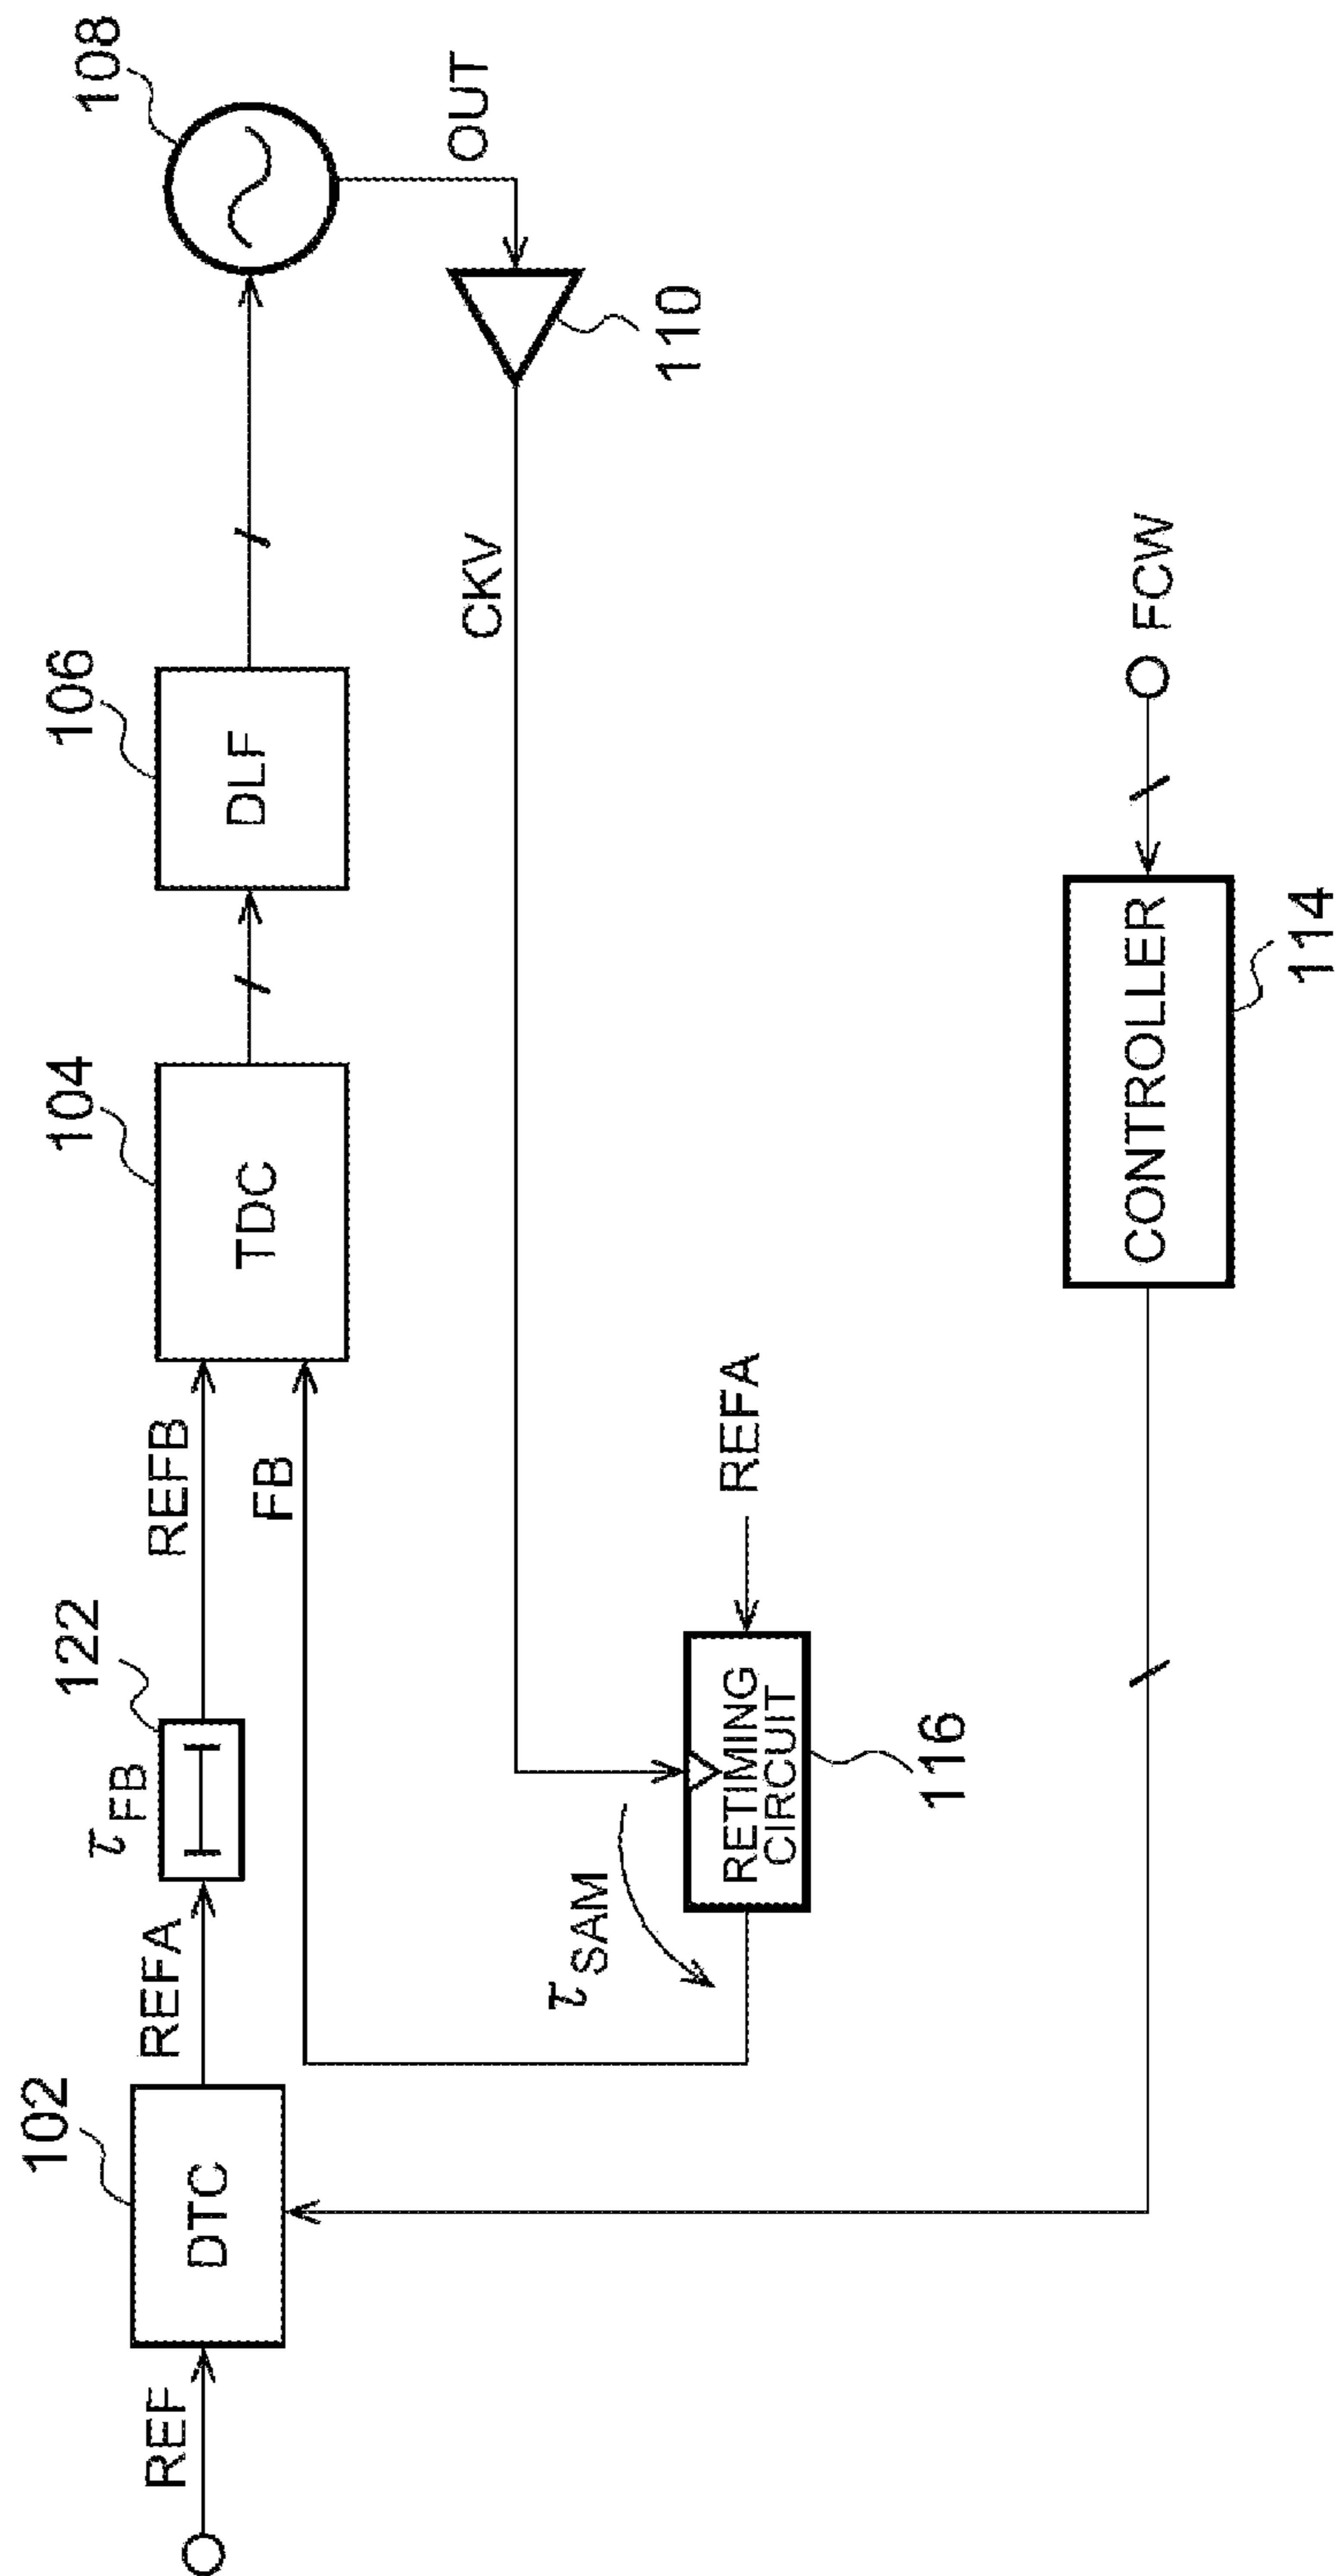 102
122
104
106
108
REF
DTC
REFA
τFB
REFB
FB
TDC
DLF
OUT
CKV
110
τSAM
RETIMING
CIRCUIT
REFA
116
CONTROLLER
FCW
114